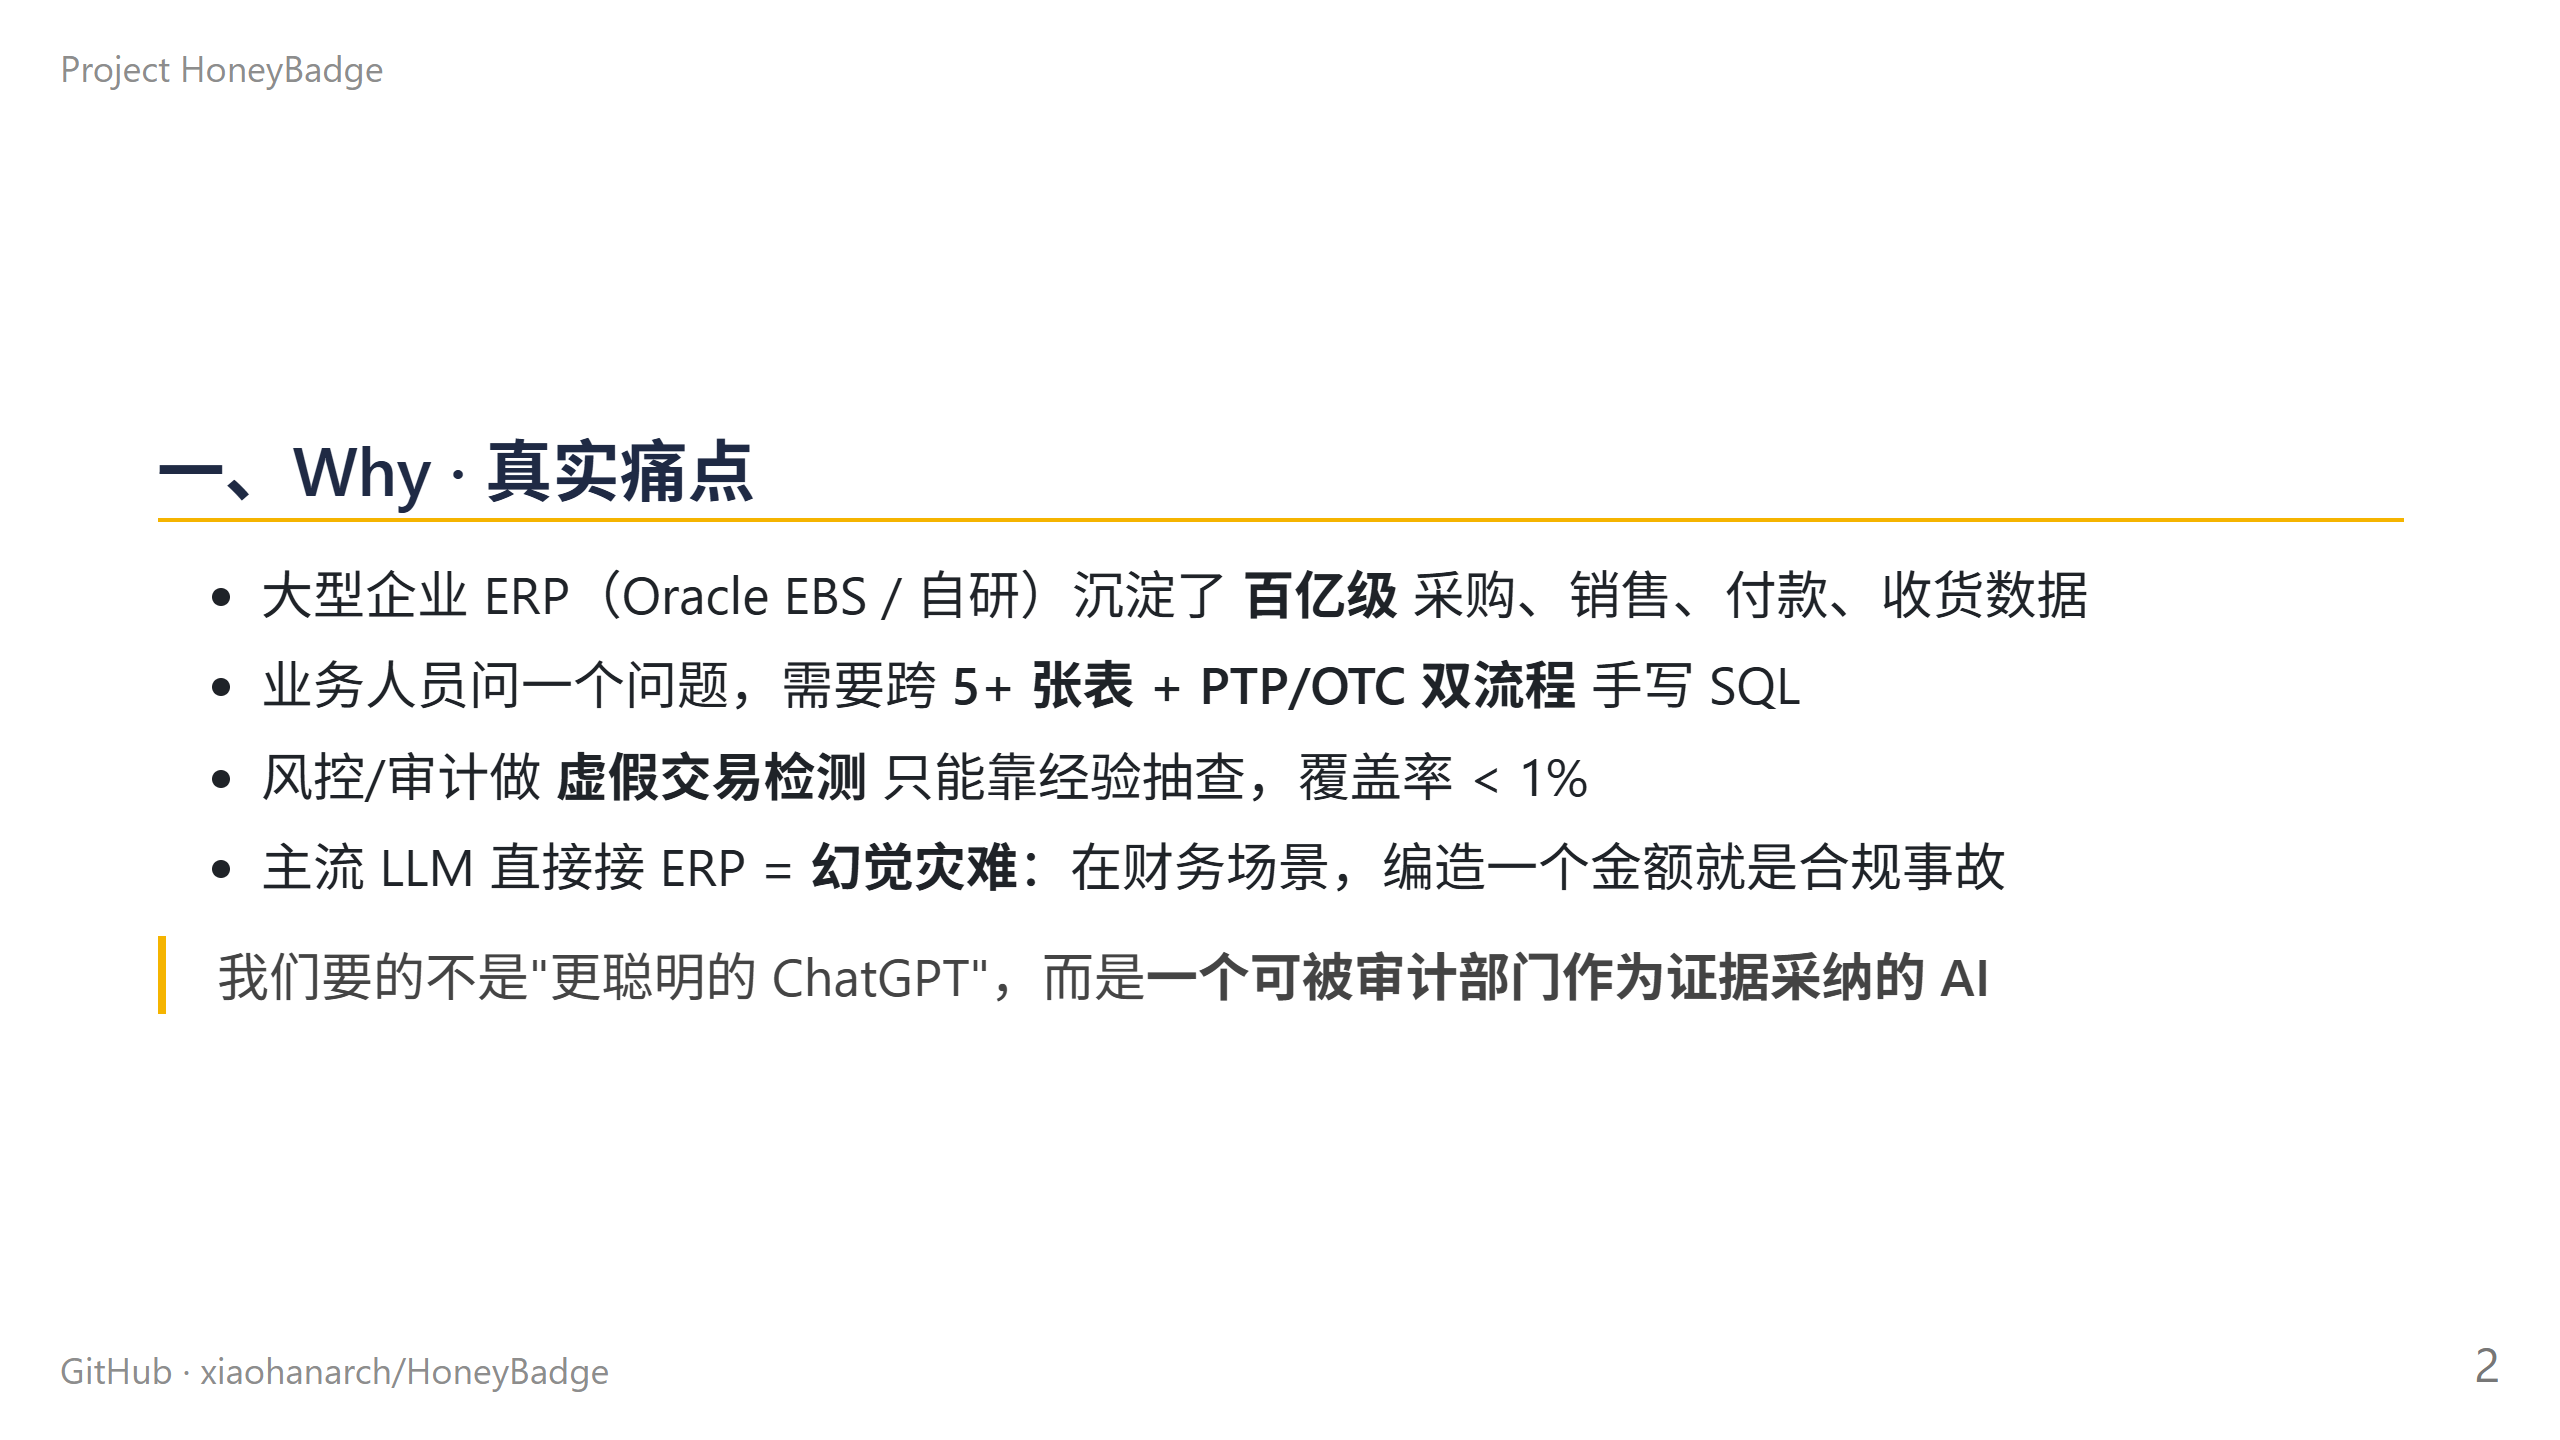 Project HoneyBadge
一、Why · 真实痛点
• 大型企业 ERP（Oracle EBS / 自研）沉淀了 百亿级 采购、销售、付款、收货数据
• 业务人员问一个问题，需要跨 5+ 张表 + PTP/OTC 双流程 手写 SQL
• 风控/审计做 虚假交易检测 只能靠经验抽查，覆盖率 < 1%
• 主流 LLM 直接接 ERP = 幻觉灾难：在财务场景，编造一个金额就是合规事故
我们要的不是"更聪明的 ChatGPT"，而是一个可被审计部门作为证据采纳的 AI
GitHub · xiaohanarch/HoneyBadge
2